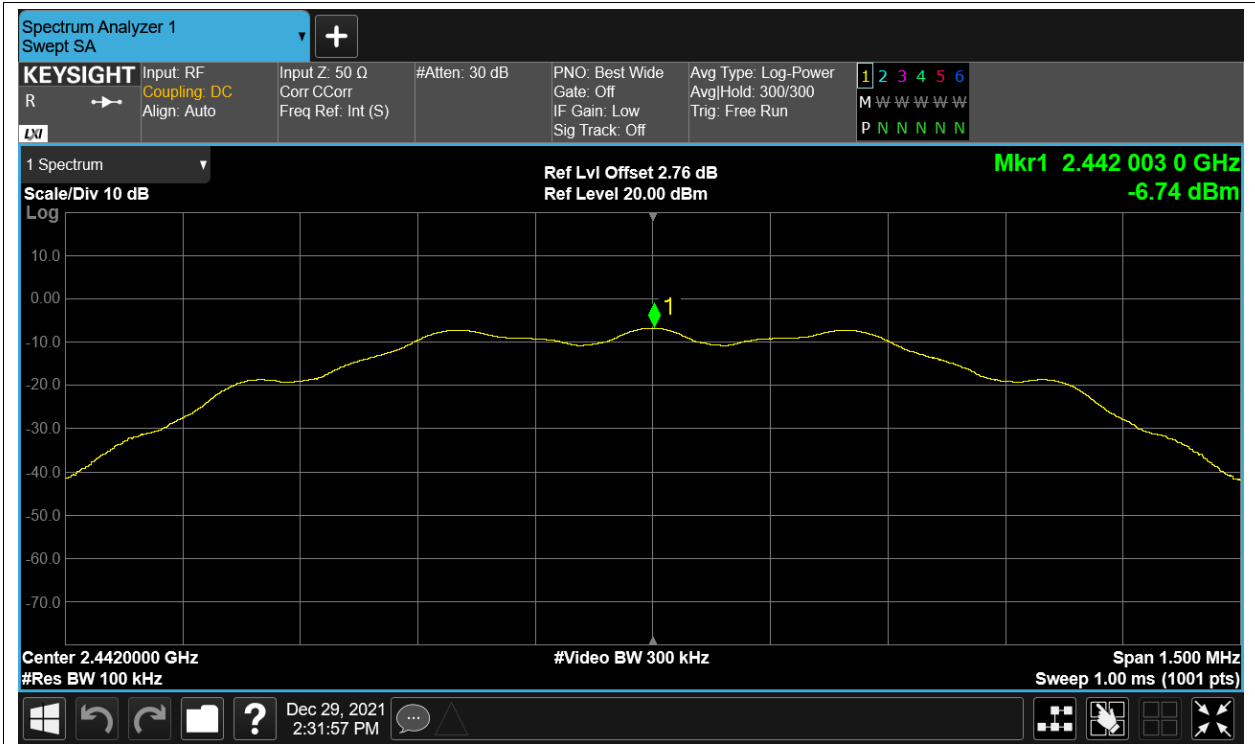 Spectrum Analyzer 1
Swept SA
KEYSIGHT
R
LXI
Input: RF
Coupling: DC
Align: Auto
Input Z: 50 Ω
Corr CCorr
Freq Ref: Int (S)
#Atten: 30 dB
PNO: Best Wide
Gate: Off
IF Gain: Low
Sig Track: Off
Avg Type: Log-Power
Avg|Hold: 300/300
Trig: Free Run
1 2 3 4 5 6
M W W W W W
P N N N N N
1 Spectrum
Scale/Div 10 dB
Log
Ref Lvl Offset 2.76 dB
Ref Level 20.00 dBm
Mkr1 2.442 003 0 GHz
-6.74 dBm
1
10.0
0.00
-10.0
-20.0
-30.0
-40.0
-50.0
-60.0
-70.0
Center 2.4420000 GHz
#Video BW 300 kHz
Span 1.500 MHz
#Res BW 100 kHz
Sweep 1.00 ms (1001 pts)
?
Dec 29, 2021
2:31:57 PM